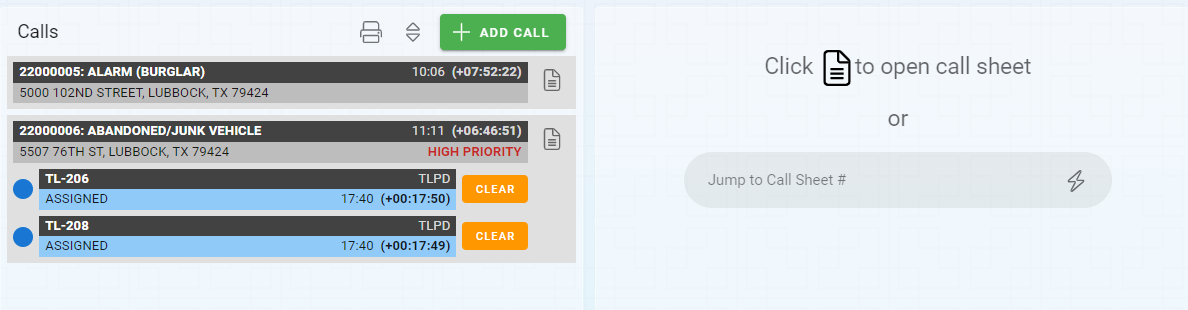 Calls
ADD CALL
22000005: ALARM (BURGLAR) 10:06 (+07:52:22)
5000 102ND STREET, LUBBOCK, TX 79424
22000006: ABANDONED/JUNK VEHICLE 11:11 (+06:46:51)
5507 76TH ST, LUBBOCK, TX 79424 HIGH PRIORITY
TL-206 TLPD
ASSIGNED 17:40 (+00:17:50)
CLEAR
TL-208 TLPD
ASSIGNED 17:40 (+00:17:49)
CLEAR
Click to open call sheet
or
Jump to Call Sheet #